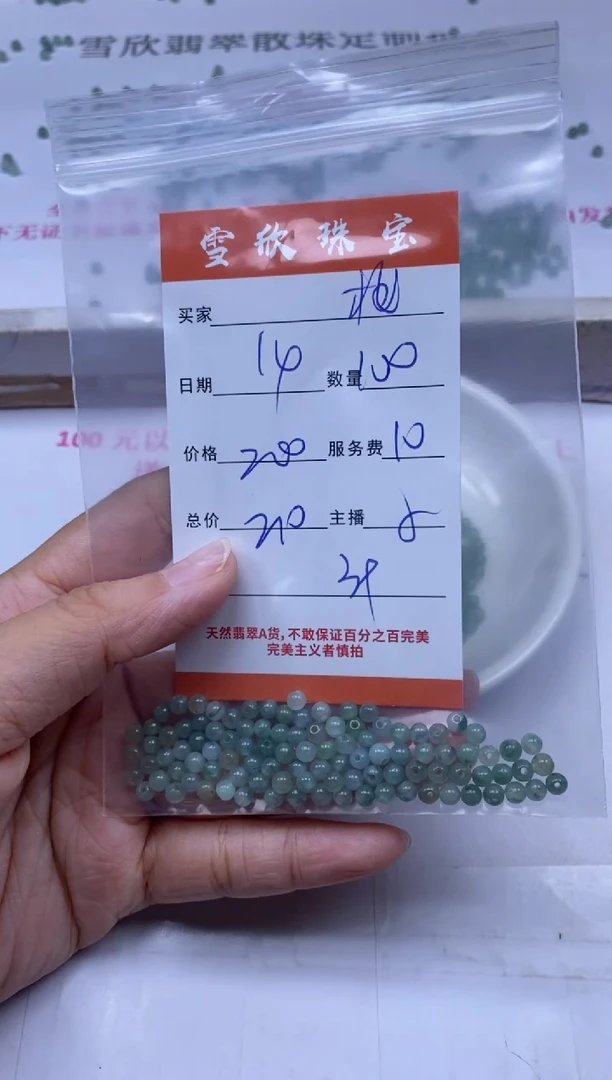 雪欣翡翠散珠定制
下无证
100 元以
雪欣珠宝
买家
日期 14 数量 100
价格 200 服务费 10
总价 210 主播
天然翡翠A货,不敢保证百分之百完美
完美主义者慎拍